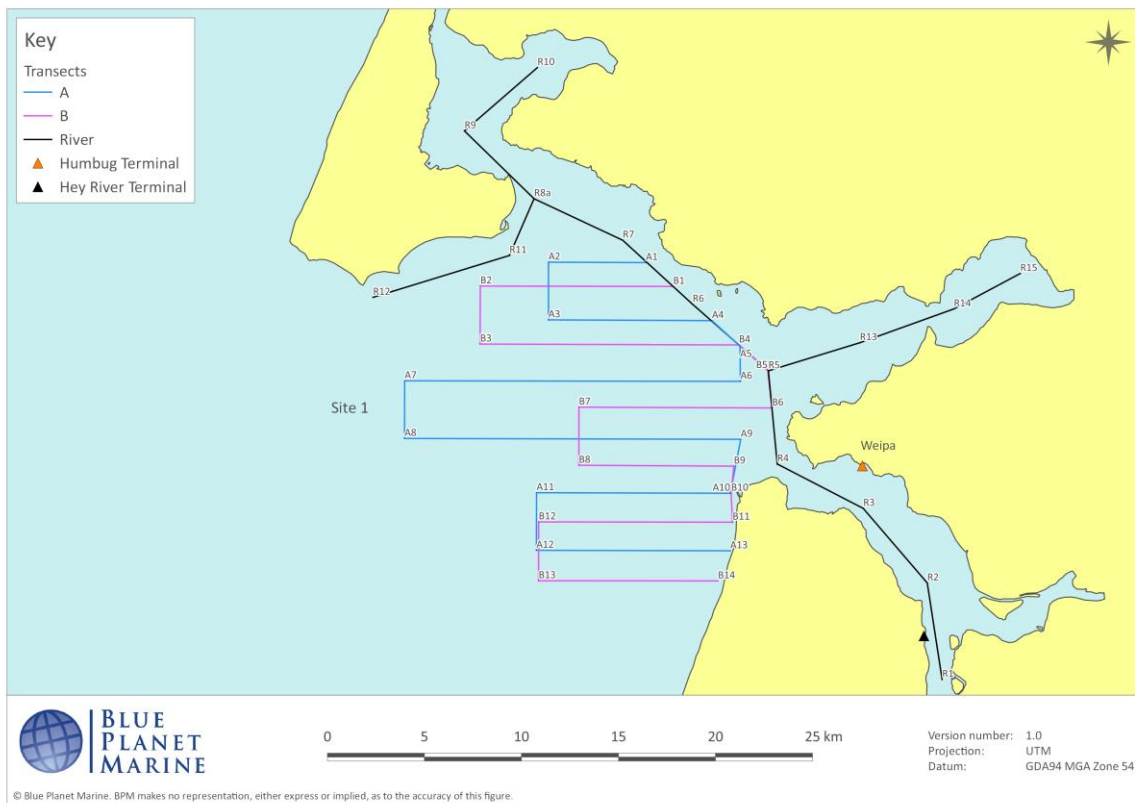 Key
Transects
A
B
River
Humbug Terminal
Hey River Terminal
R10
R9
R8a
R7
R11
A2
A1
R15
B2
B1
R12
R6
R14
A3
A4
B3
B4
R13
A5
B5R5
A7
A6
Site 1
B7
B6
A8
A9
Weipa
B8
B9
R4
A11
A10B10
R3
B12
B11
A12
A13
B13
B14
R2
R1
BLUE
PLANET
MARINE
0 5 10 15 20 25 km
Version number: 1.0
Projection: UTM
Datum: GDA94 MGA Zone 54
© Blue Planet Marine. BPM makes no representation, either express or implied, as to the accuracy of this figure.